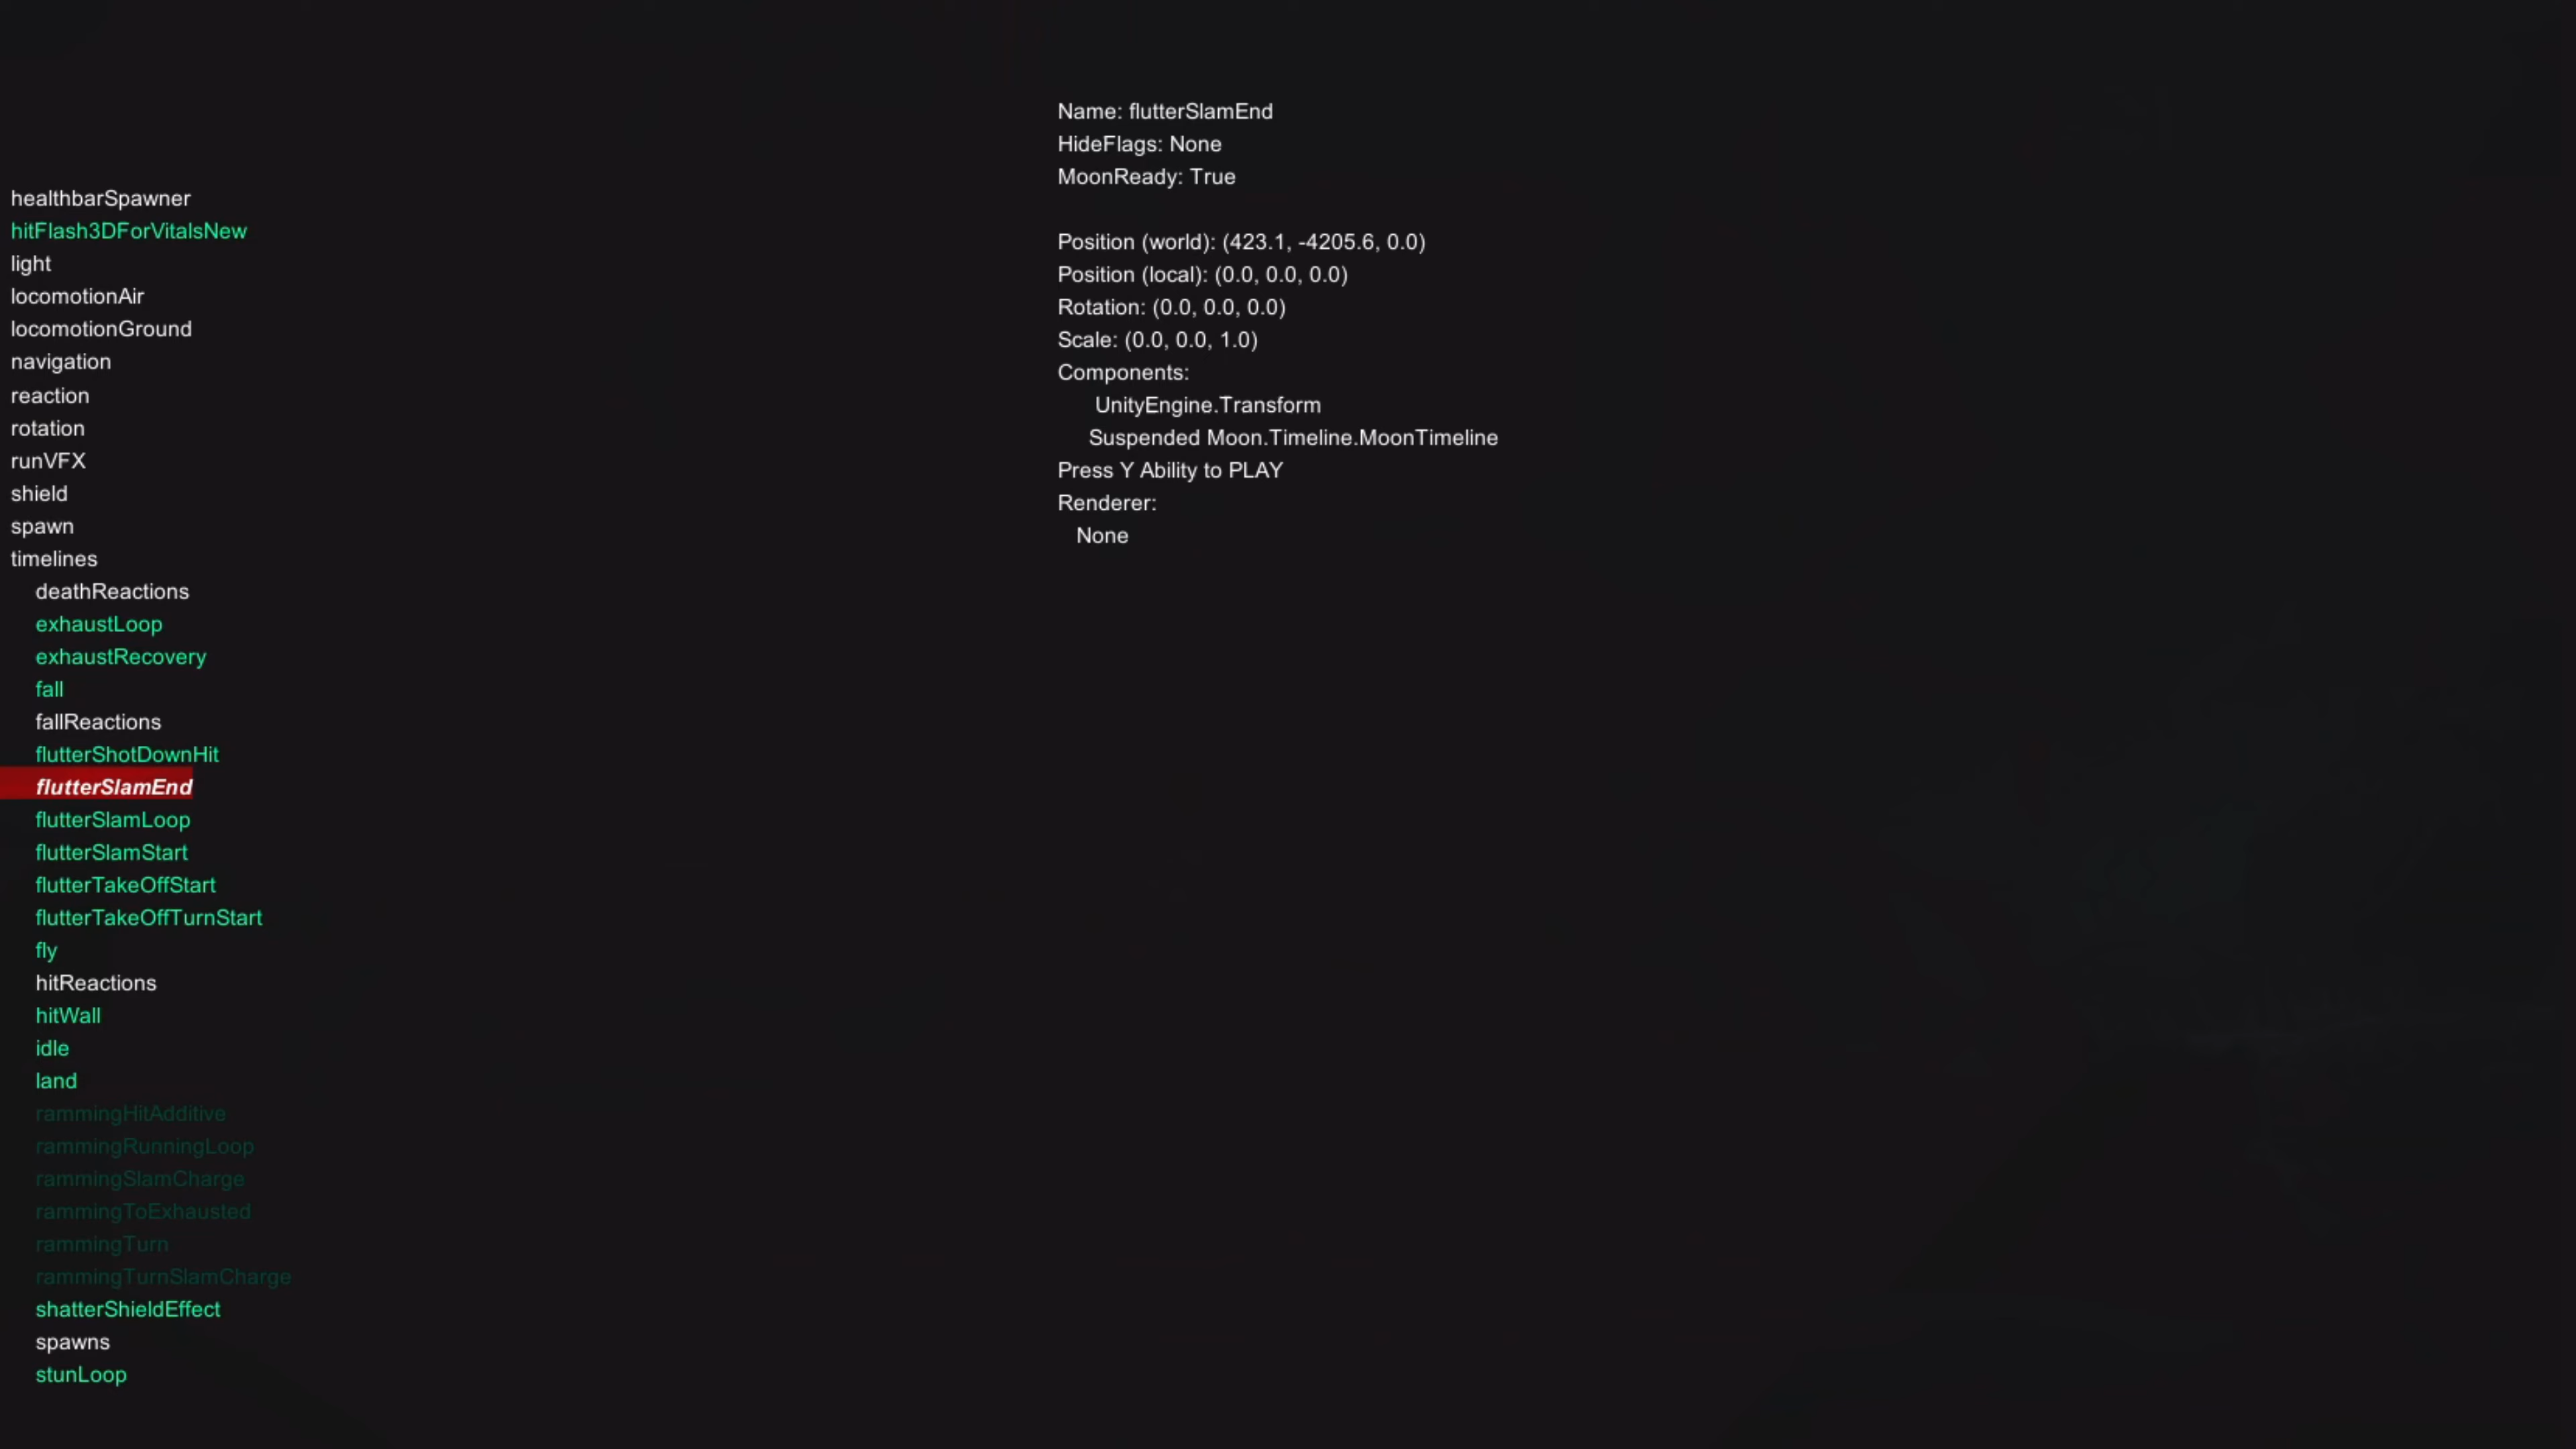 healthbarSpawner
hitFlash3DForVitalsNew
light
locomotionAir
locomotionGround
navigation
reaction
rotation
runVFX
shield
spawn
timelines
deathReactions
exhaustLoop
exhaustRecovery
fall
fallReactions
flutterShotDownHit
flutterSlamEnd
flutterSlamLoop
flutterSlamStart
flutterTakeOffStart
flutterTakeOffTurnStart
fly
hitReactions
hitWall
idle
land
rammingHitAdditive
rammingRunningLoop
rammingSlamCharge
rammingToExhausted
rammingTurn
rammingTurnSlamCharge
shatterShieldEffect
spawns
stunLoop
Name: flutterSlamEnd
HideFlags: None
MoonReady: True
Position (world): (423.1, -4205.6, 0.0)
Position (local): (0.0, 0.0, 0.0)
Rotation: (0.0, 0.0, 0.0)
Scale: (0.0, 0.0, 1.0)
Components:
UnityEngine.Transform
Suspended Moon.Timeline.MoonTimeline
Press Y Ability to PLAY
Renderer:
None